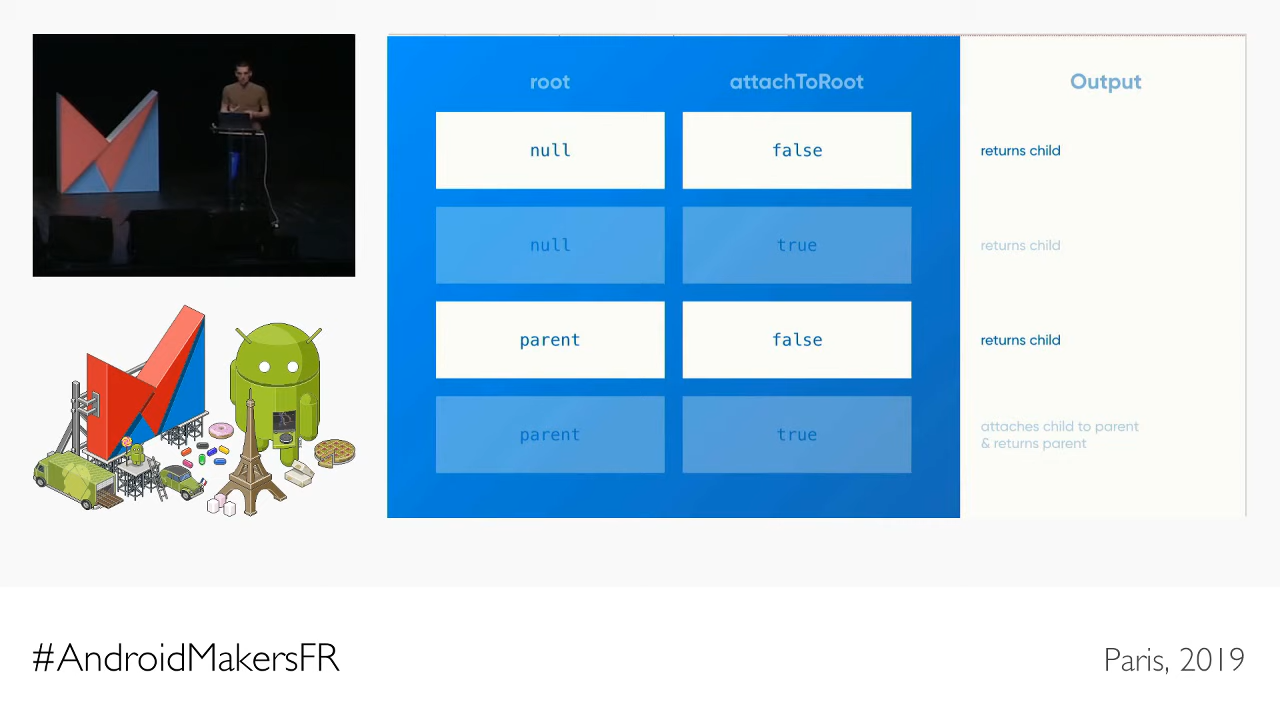 root attachToRoot Output
null false returns child
null true returns child
parent false returns child
parent true attaches child to parent
& returns parent
#AndroidMakersFR
Paris, 2019